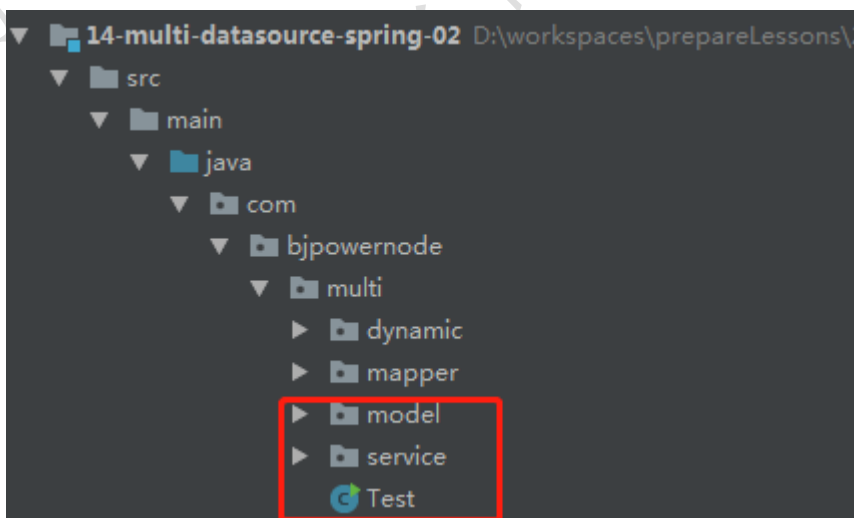 14-multi-datasource-spring-02 D:\workspaces\prepareLessons\
src
main
java
com
bjpowernode
multi
dynamic
mapper
model
service
Test